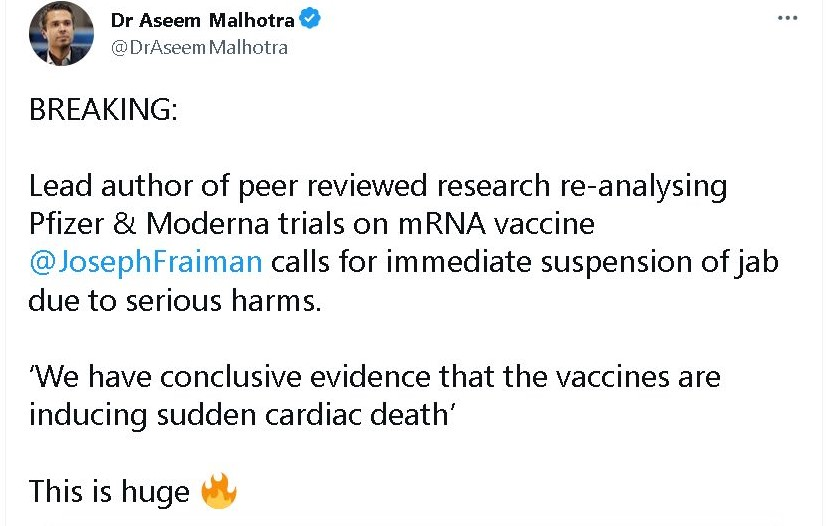 Dr Aseem Malhotra
@DrAseemMalhotra
BREAKING:
Lead author of peer reviewed research re-analysing
Pfizer & Moderna trials on mRNA vaccine
@JosephFraiman calls for immediate suspension of jab
due to serious harms.
‘We have conclusive evidence that the vaccines are
inducing sudden cardiac death’
This is huge 🔥